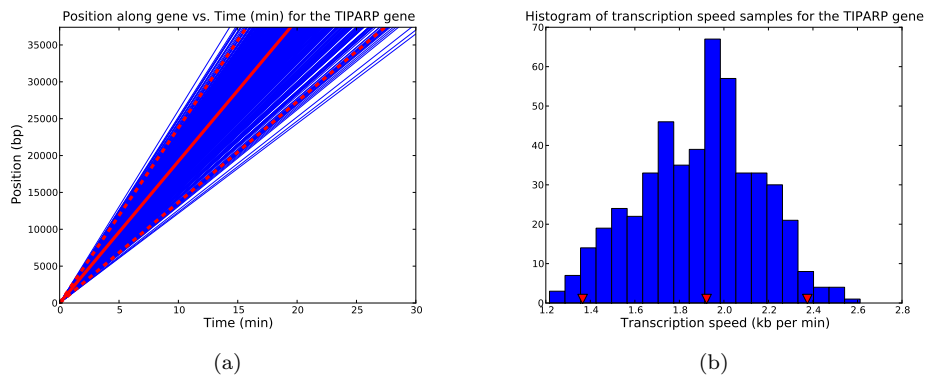 Position along gene vs. Time (min) for the TIPARP gene
35000
30000
25000
20000
15000
10000
5000
0
Position (bp)
0 5 10 15 20 25 30
Time (min)
(a)
Histogram of transcription speed samples for the TIPARP gene
70
60
50
40
30
20
10
0
1.2 1.4 1.6 1.8 2.0 2.2 2.4 2.6 2.8
Transcription speed (kb per min)
(b)